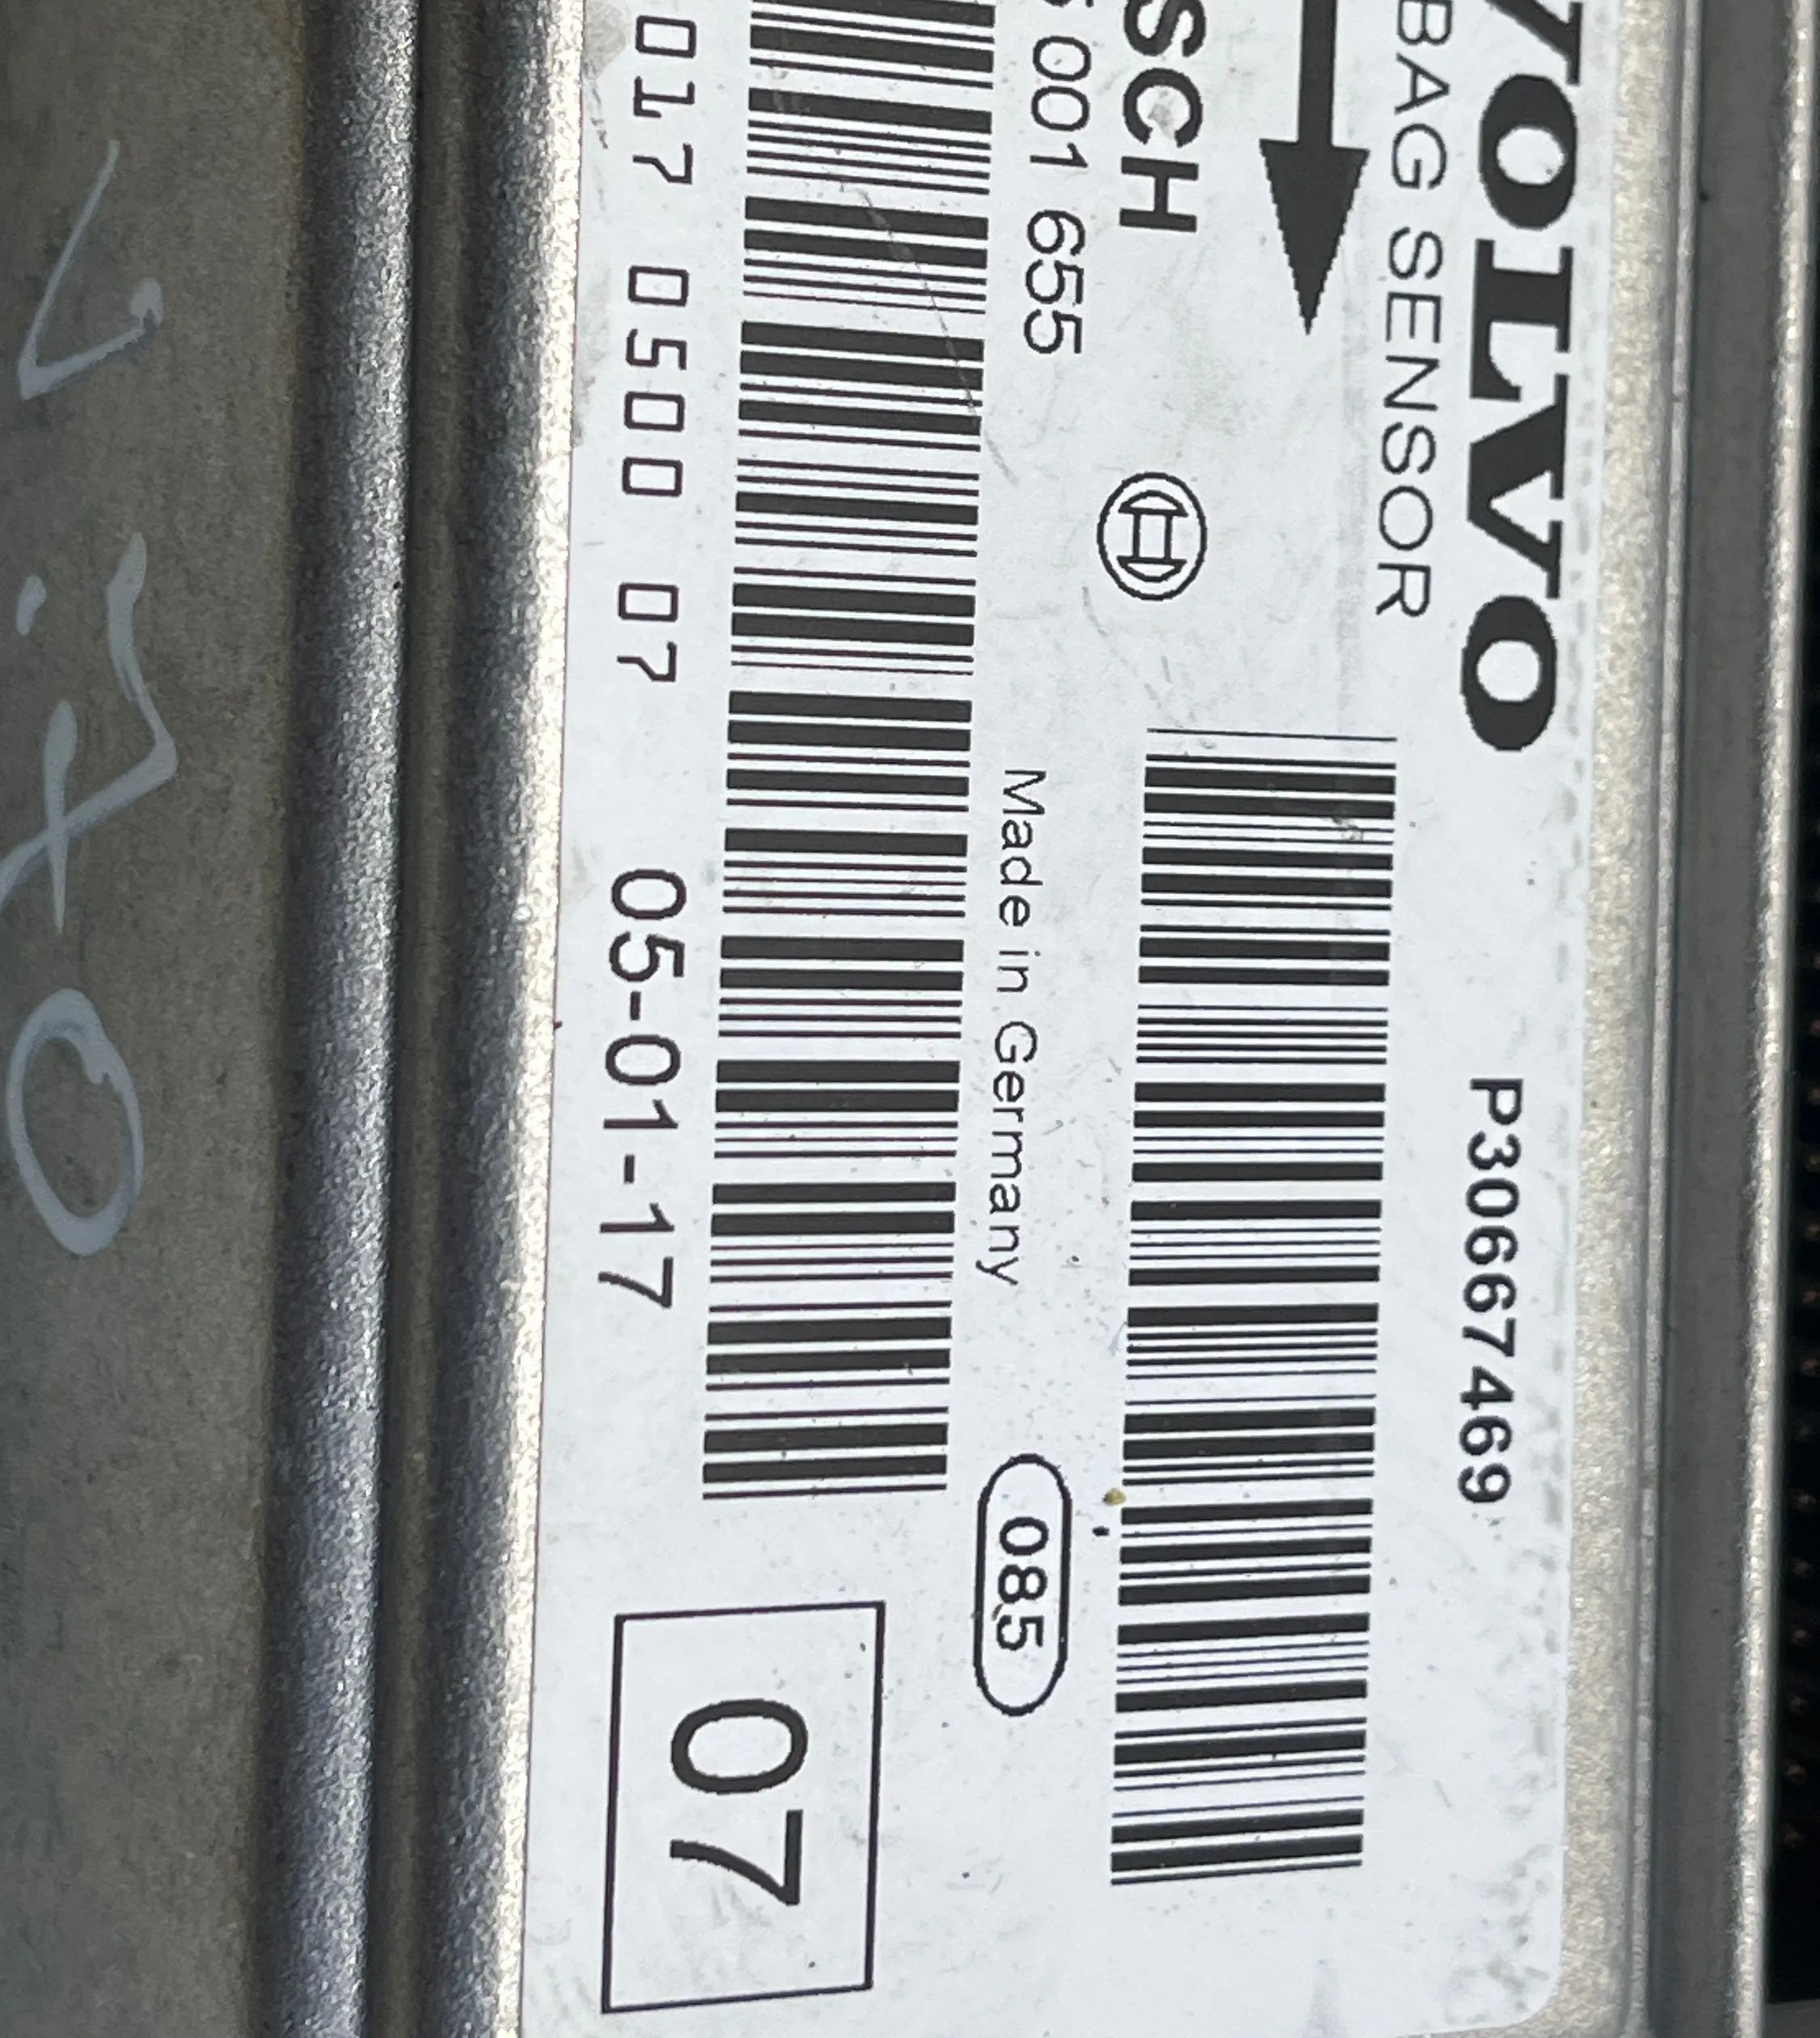 VOLVO P30667469
BAG SENSOR
SCH
001 655 Made in Germany 085
017 0500 07 05-01-17
07